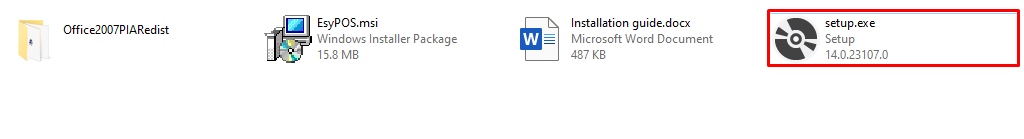 Office2007PIARedist
EsyPOS.msi
Windows Installer Package
15.8 MB
W
Installation guide.docx
Microsoft Word Document
487 KB
setup.exe
Setup
14.0.23107.0